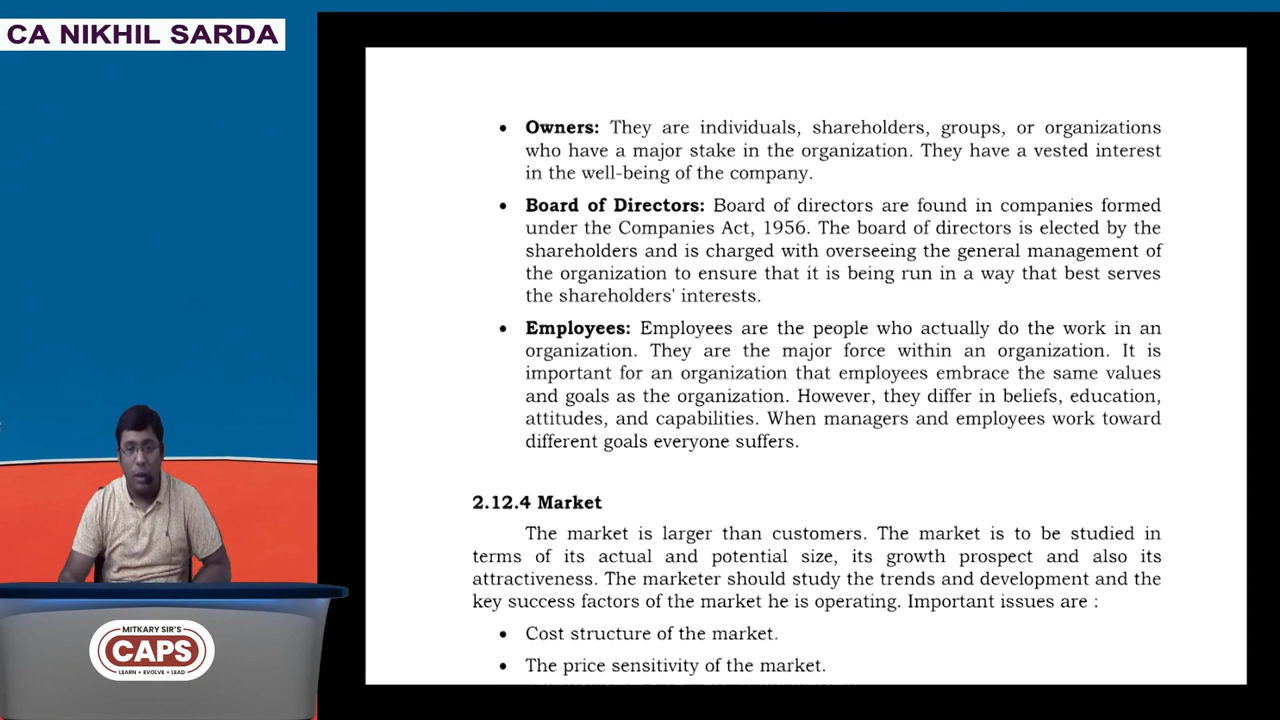 CA NIKHIL SARDA
• Owners: They are individuals, shareholders, groups, or organizations
who have a major stake in the organization. They have a vested interest
in the well-being of the company.
• Board of Directors: Board of directors are found in companies formed
under the Companies Act, 1956. The board of directors is elected by the
shareholders and is charged with overseeing the general management of
the organization to ensure that it is being run in a way that best serves
the shareholders' interests.
• Employees: Employees are the people who actually do the work in an
organization. They are the major force within an organization. It is
important for an organization that employees embrace the same values
and goals as the organization. However, they differ in beliefs, education,
attitudes, and capabilities. When managers and employees work toward
different goals everyone suffers.
2.12.4 Market
The market is larger than customers. The market is to be studied in
terms of its actual and potential size, its growth prospect and also its
attractiveness. The marketer should study the trends and development and the
key success factors of the market he is operating. Important issues are :
• Cost structure of the market.
• The price sensitivity of the market.
MITKARY SIR'S
CAPS
LEARN • EVOLVE • LEAD